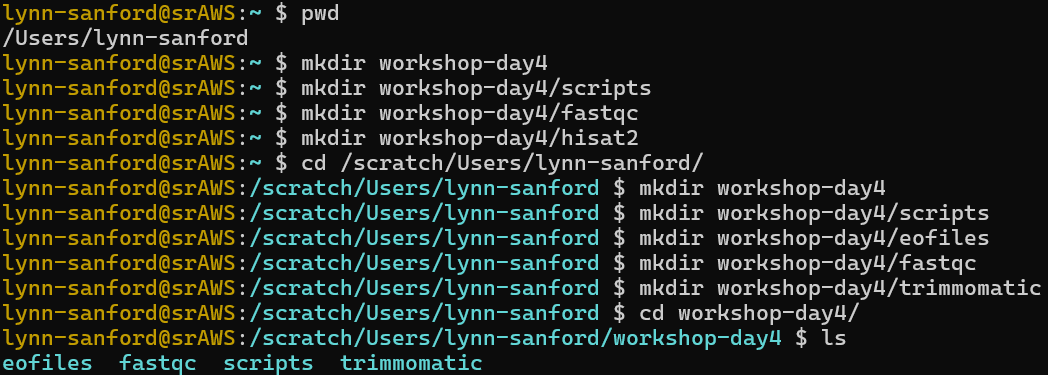 lynn-sanford@srAWS:~ $ pwd
/Users/lynn-sanford
lynn-sanford@srAWS:~ $ mkdir workshop-day4
lynn-sanford@srAWS:~ $ mkdir workshop-day4/scripts
lynn-sanford@srAWS:~ $ mkdir workshop-day4/fastqc
lynn-sanford@srAWS:~ $ mkdir workshop-day4/hisat2
lynn-sanford@srAWS:~ $ cd /scratch/Users/lynn-sanford/
lynn-sanford@srAWS:/scratch/Users/lynn-sanford $ mkdir workshop-day4
lynn-sanford@srAWS:/scratch/Users/lynn-sanford $ mkdir workshop-day4/scripts
lynn-sanford@srAWS:/scratch/Users/lynn-sanford $ mkdir workshop-day4/eofiles
lynn-sanford@srAWS:/scratch/Users/lynn-sanford $ mkdir workshop-day4/fastqc
lynn-sanford@srAWS:/scratch/Users/lynn-sanford $ mkdir workshop-day4/trimmomatic
lynn-sanford@srAWS:/scratch/Users/lynn-sanford $ cd workshop-day4/
lynn-sanford@srAWS:/scratch/Users/lynn-sanford/workshop-day4 $ ls
eofiles  fastqc  scripts  trimmomatic